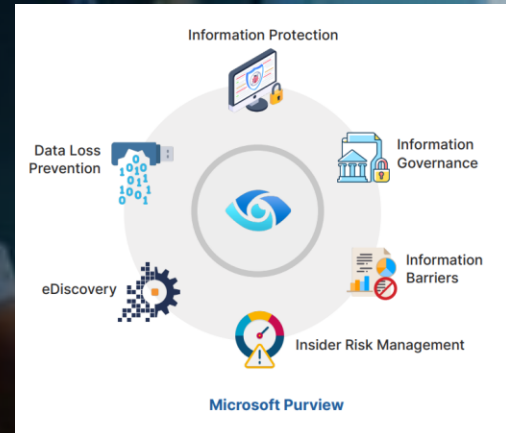 Information Protection
Data Loss
Prevention
Information
Governance
eDiscovery
Information
Barriers
Insider Risk Management
Microsoft Purview